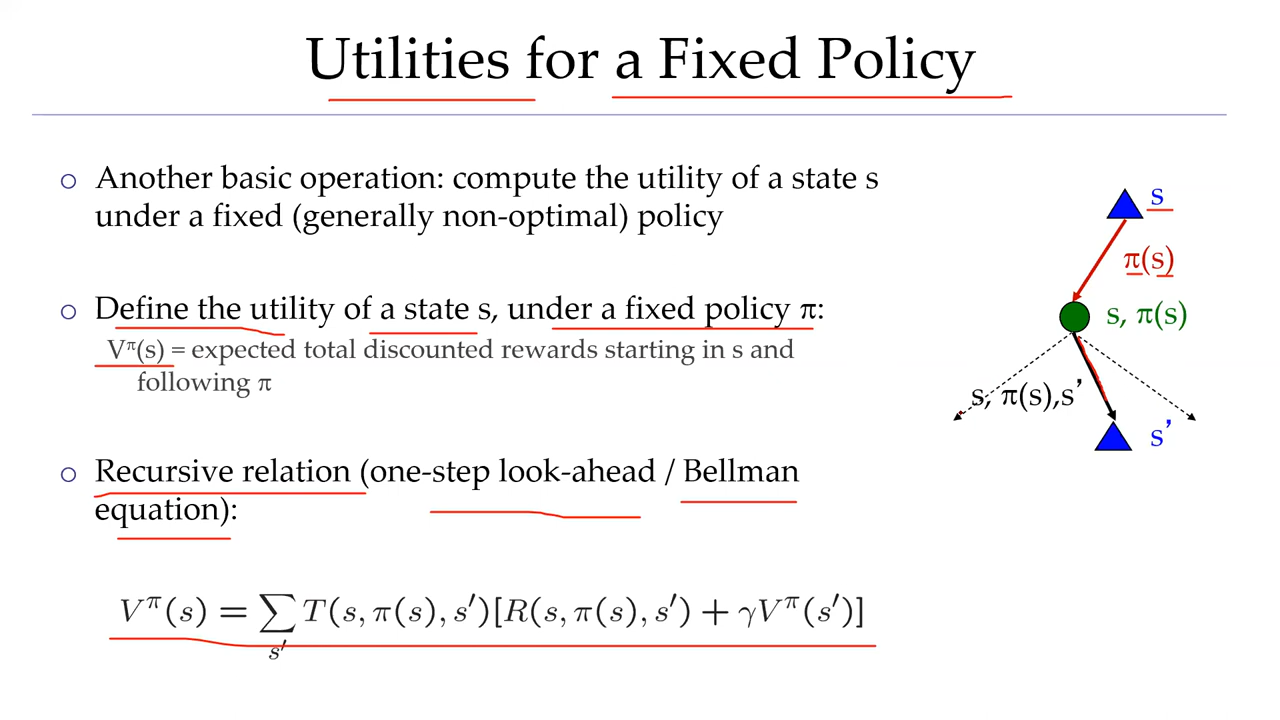 Utilities for a Fixed Policy
Another basic operation: compute the utility of a state s
under a fixed (generally non-optimal) policy
Define the utility of a state s, under a fixed policy π:
V^π(s) = expected total discounted rewards starting in s and
following π
Recursive relation (one-step look-ahead / Bellman
equation):
V^π(s) = ∑_{s'} T(s, π(s), s')[R(s, π(s), s') + γV^π(s')]
s
π(s)
s, π(s)
s, π(s),s’
s’